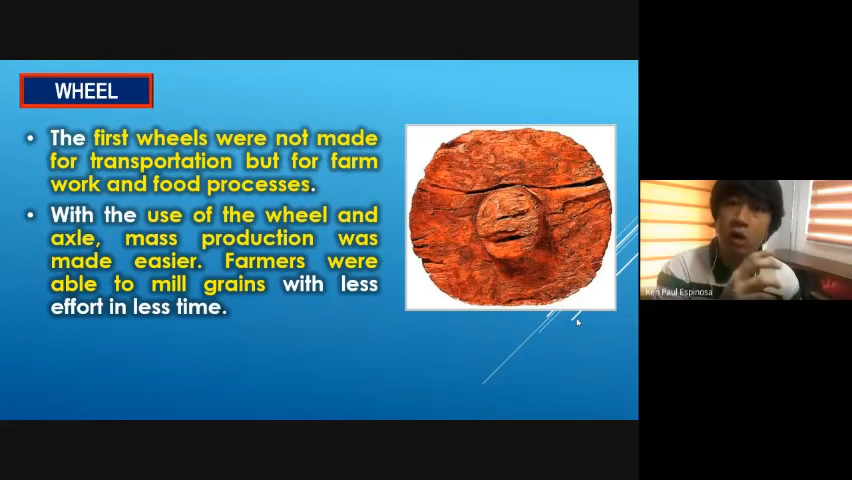 WHEEL
• The first wheels were not made
for transportation but for farm
work and food processes.
• With the use of the wheel and
axle, mass production was
made easier. Farmers were
able to mill grains with less
effort in less time.
Ken Paul Espinosa